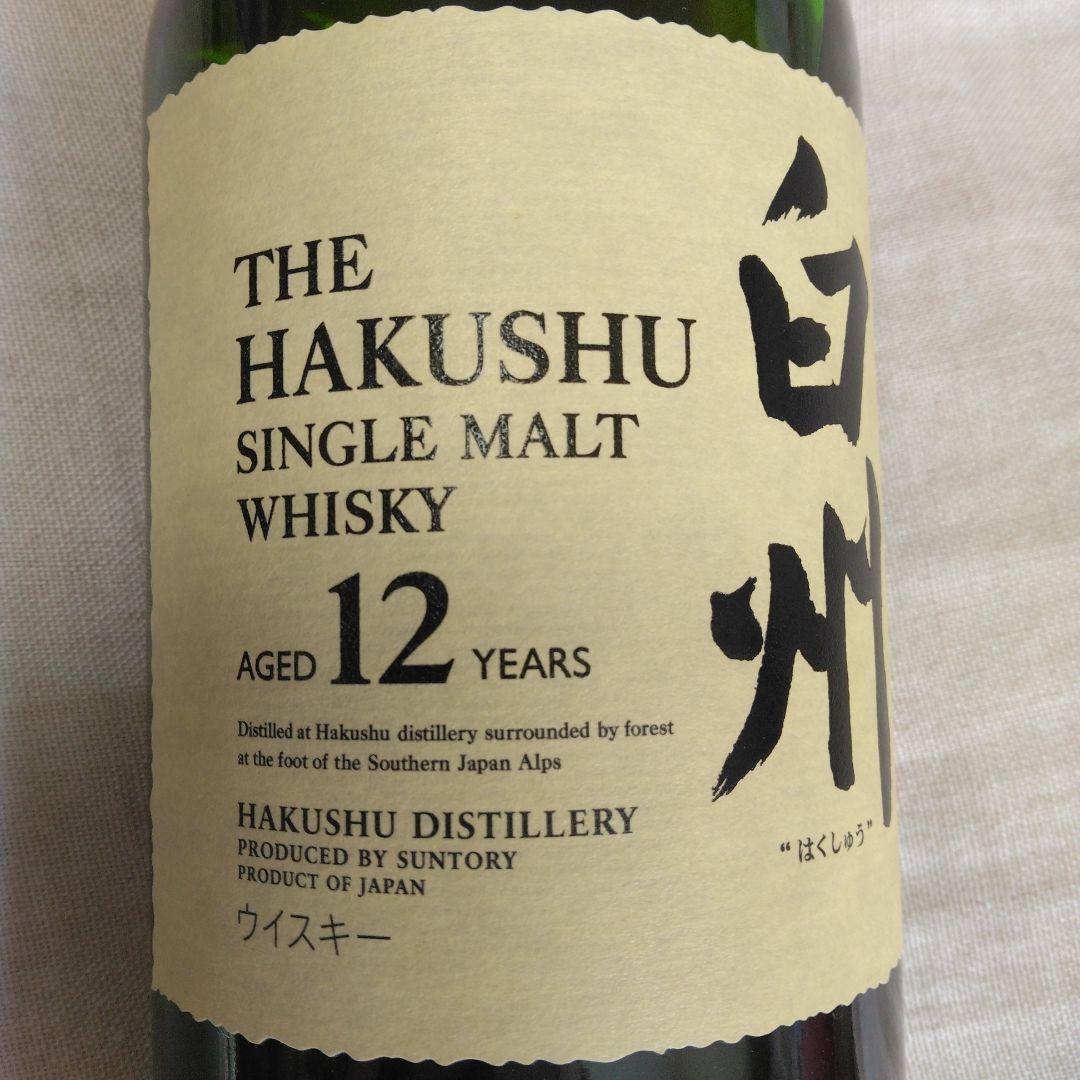 THE
HAKUSHU
SINGLE MALT
WHISKY
AGED 12 YEARS
Distilled at Hakushu distillery surrounded by forest
at the foot of the Southern Japan Alps
HAKUSHU DISTILLERY
PRODUCED BY SUNTORY
PRODUCT OF JAPAN
ウイスキー
白州
“はくしゅう”